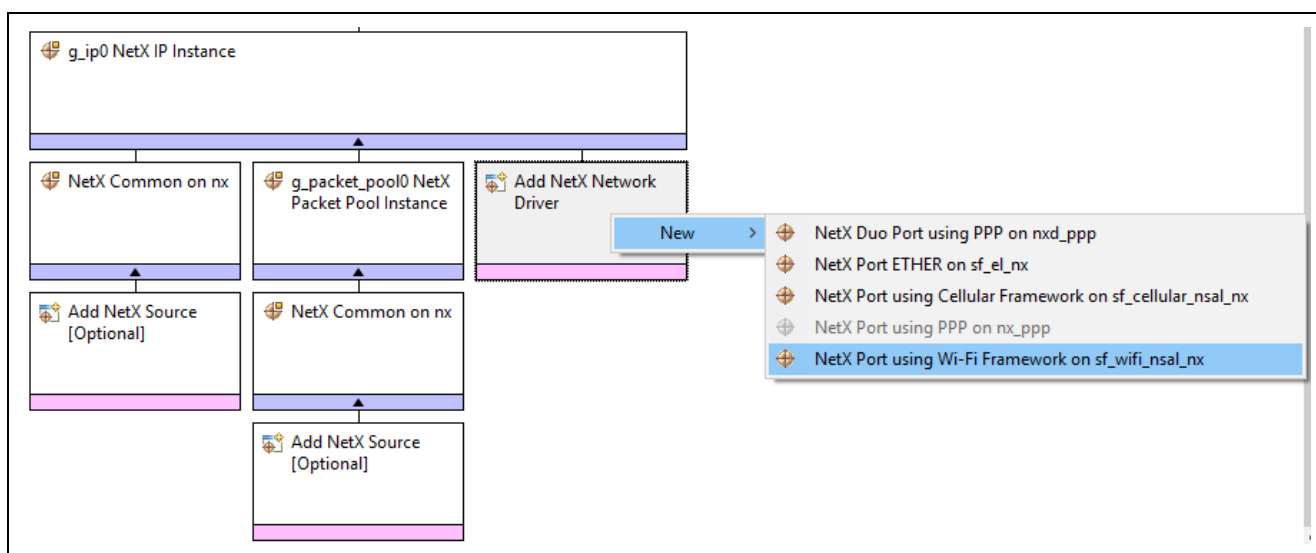 g_ip0 NetX IP Instance
NetX Common on nx
g_packet_pool0 NetX
Packet Pool Instance
Add NetX Network
Driver
New
NetX Duo Port using PPP on nxd_ppp
NetX Port ETHER on sf_el_nx
NetX Port using Cellular Framework on sf_cellular_nsal_nx
NetX Port using PPP on nx_ppp
NetX Port using Wi-Fi Framework on sf_wifi_nsal_nx
Add NetX Source
[Optional]
NetX Common on nx
Add NetX Source
[Optional]